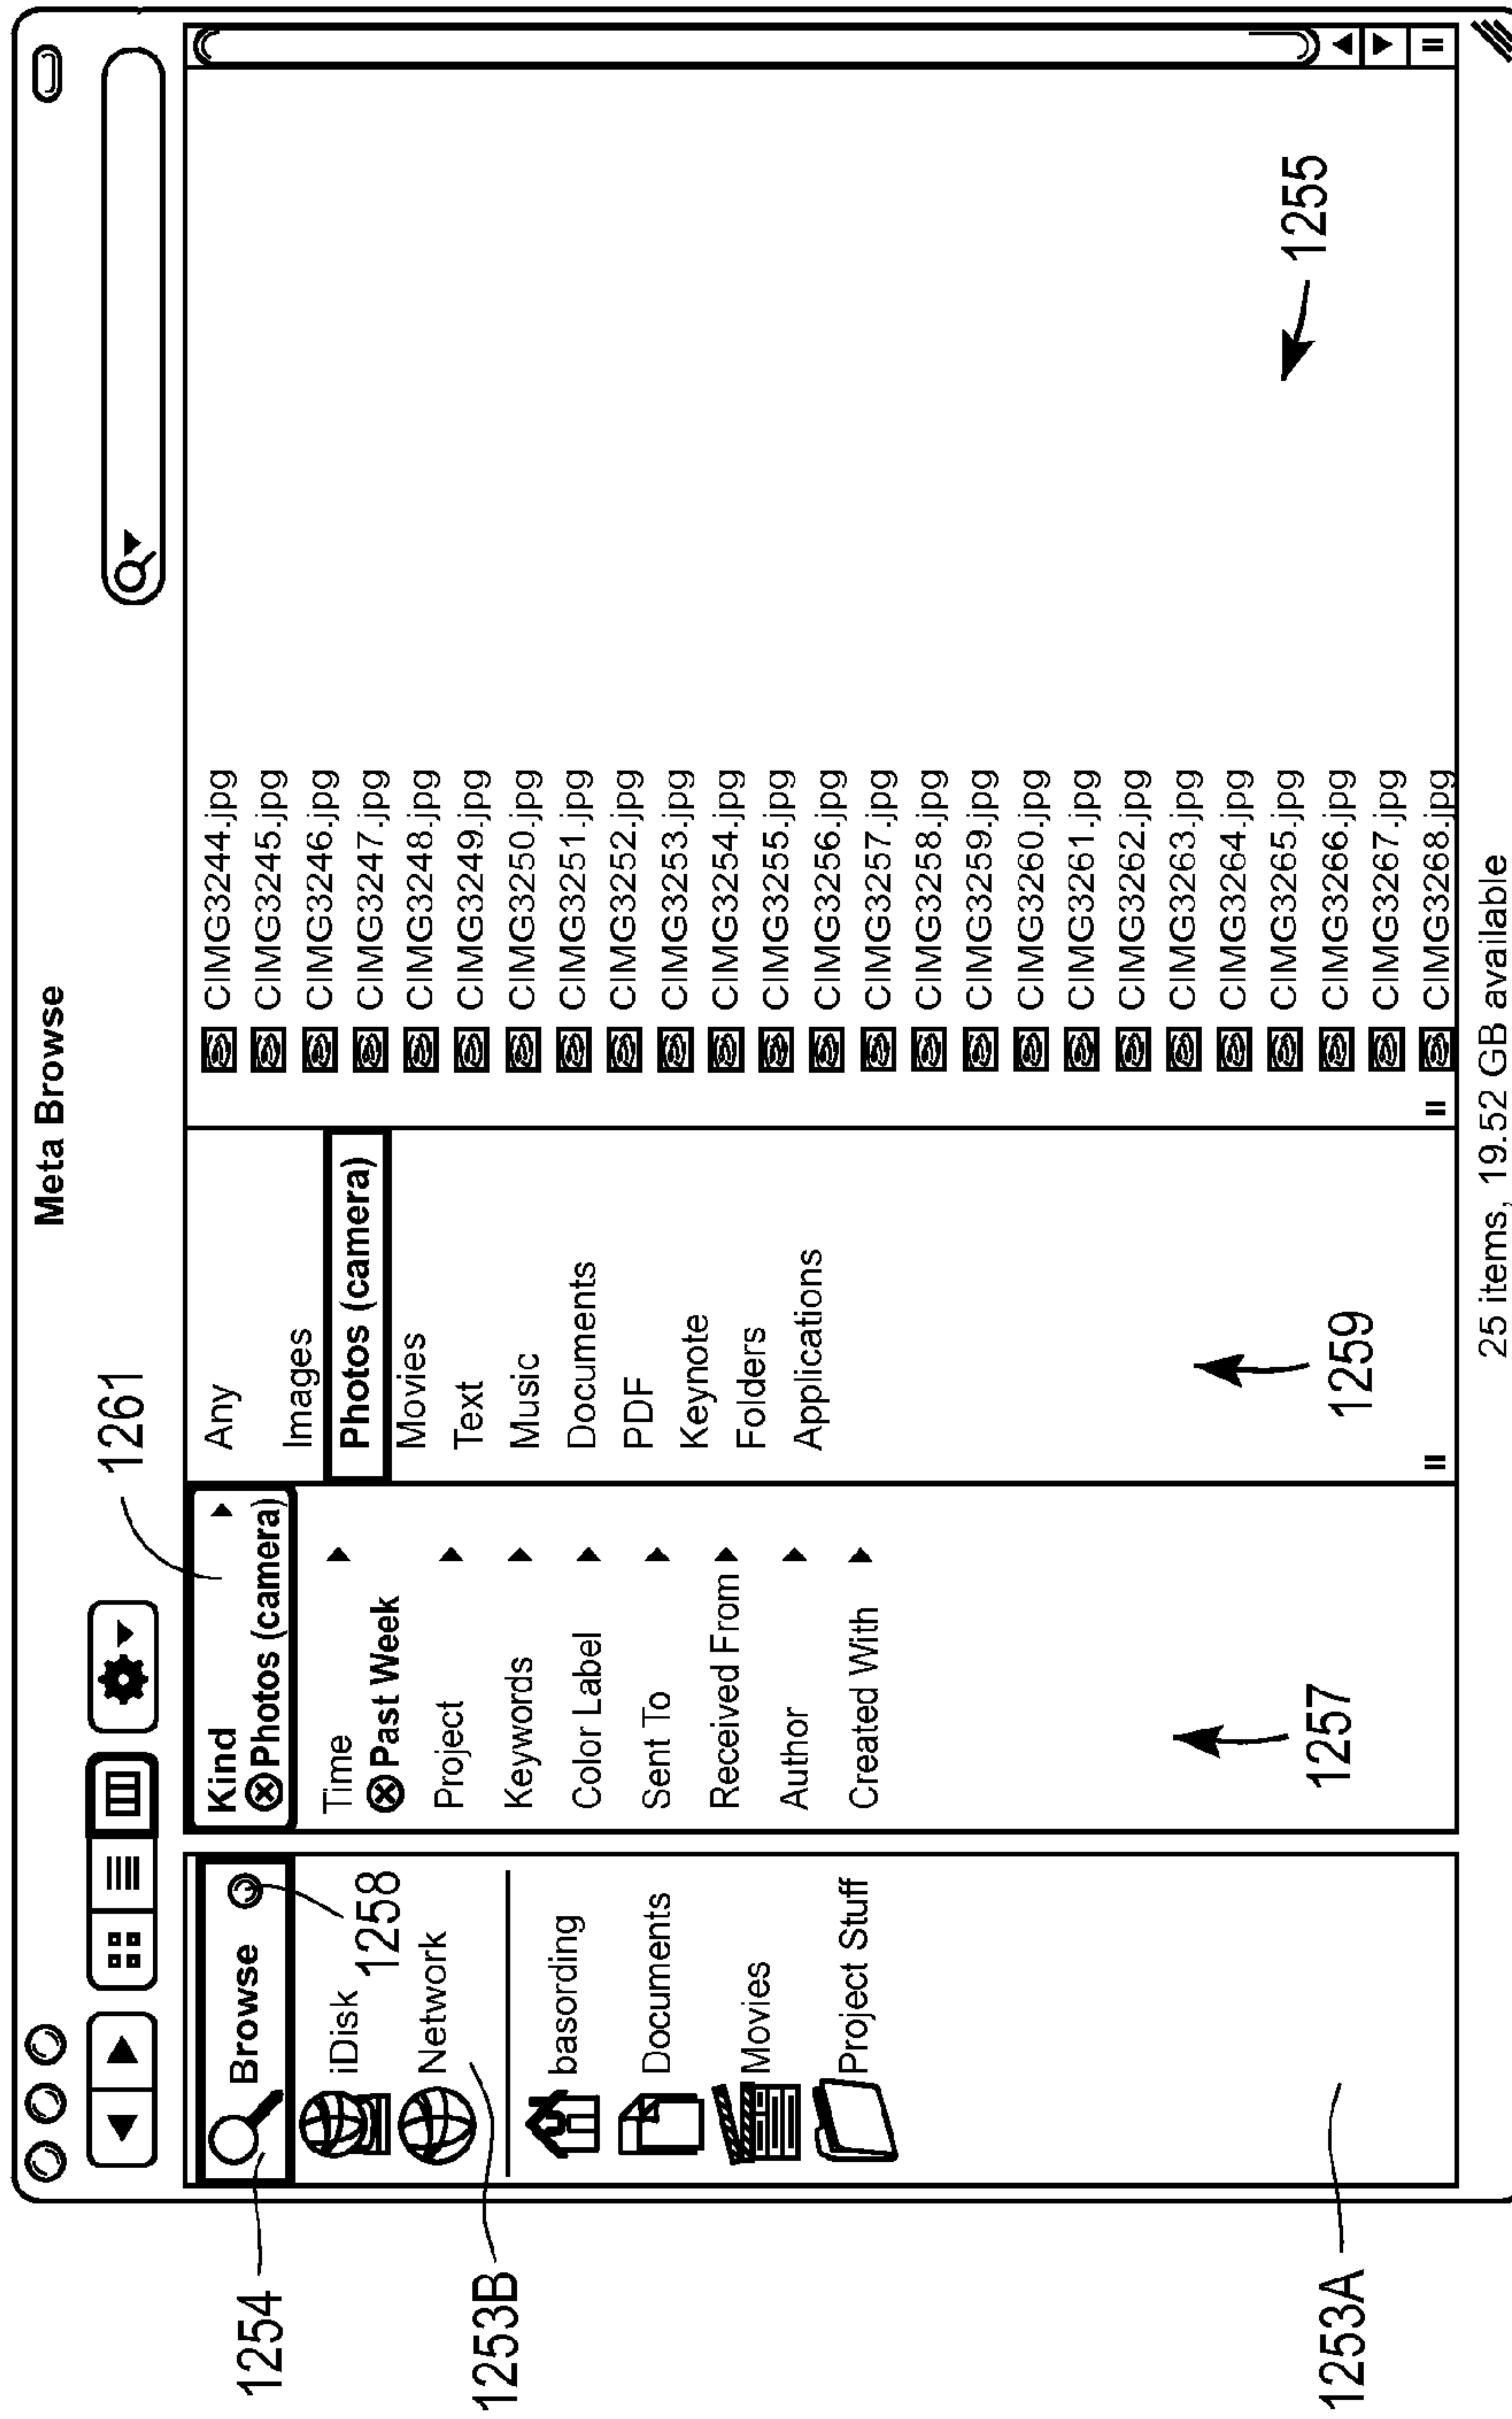 Meta Browse
1261
Browse
1258
iDisk
Network
basording
Documents
Movies
Project Stuff
1254
1253B
1253A
Kind
Photos (camera)
Time
Past Week
Project
Keywords
Color Label
Sent To
Received From
Author
Created With
1257
Any
Images
Photos (camera)
Movies
Text
Music
Documents
PDF
Keynote
Folders
Applications
1259
CIMG3244.jpg
CIMG3245.jpg
CIMG3246.jpg
CIMG3247.jpg
CIMG3248.jpg
CIMG3249.jpg
CIMG3250.jpg
CIMG3251.jpg
CIMG3252.jpg
CIMG3253.jpg
CIMG3254.jpg
CIMG3255.jpg
CIMG3256.jpg
CIMG3257.jpg
CIMG3258.jpg
CIMG3259.jpg
CIMG3260.jpg
CIMG3261.jpg
CIMG3262.jpg
CIMG3263.jpg
CIMG3264.jpg
CIMG3265.jpg
CIMG3266.jpg
CIMG3267.jpg
CIMG3268.jpg
1255
25 items, 19.52 GB available